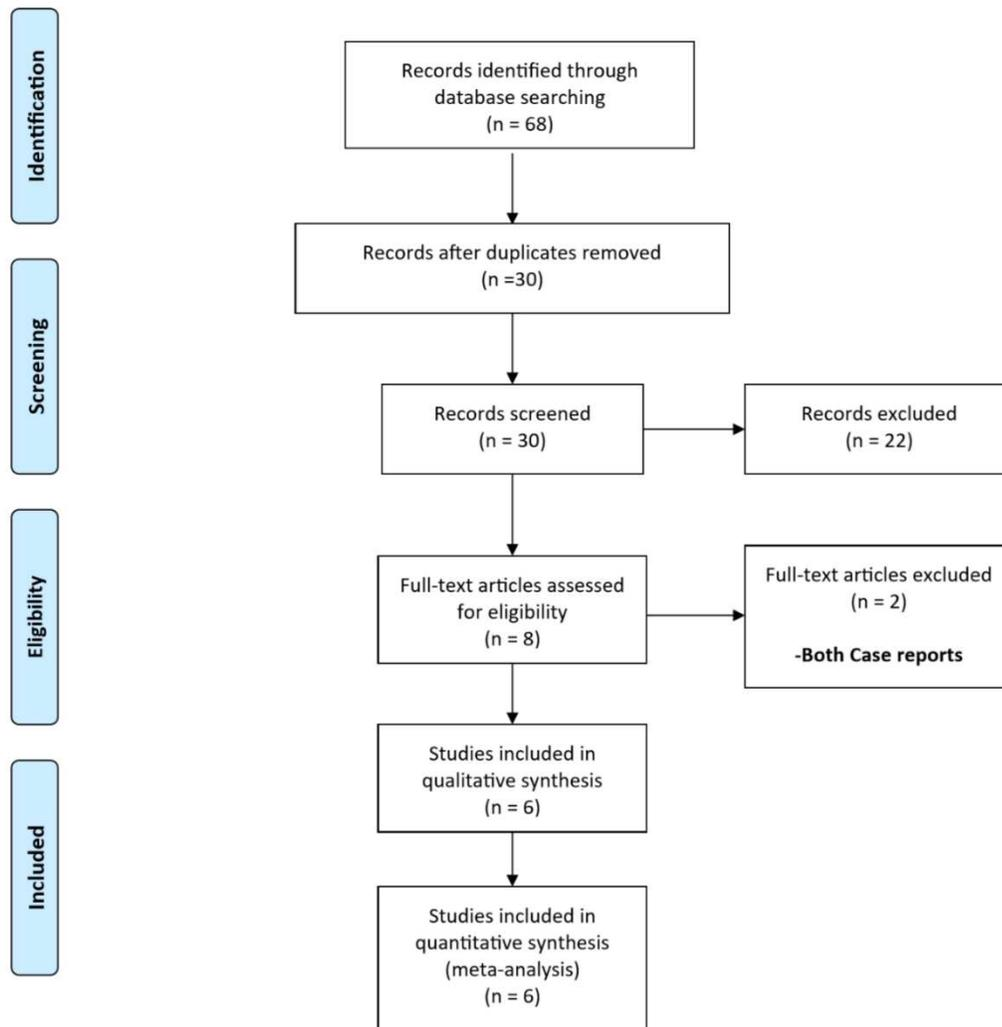 Identification
Records identified through
database searching
(n = 68)
Records after duplicates removed
(n =30)
Screening
Records screened
(n = 30)
Records excluded
(n = 22)
Eligibility
Full-text articles assessed
for eligibility
(n = 8)
Full-text articles excluded
(n = 2)
-Both Case reports
Included
Studies included in
qualitative synthesis
(n = 6)
Studies included in
quantitative synthesis
(meta-analysis)
(n = 6)